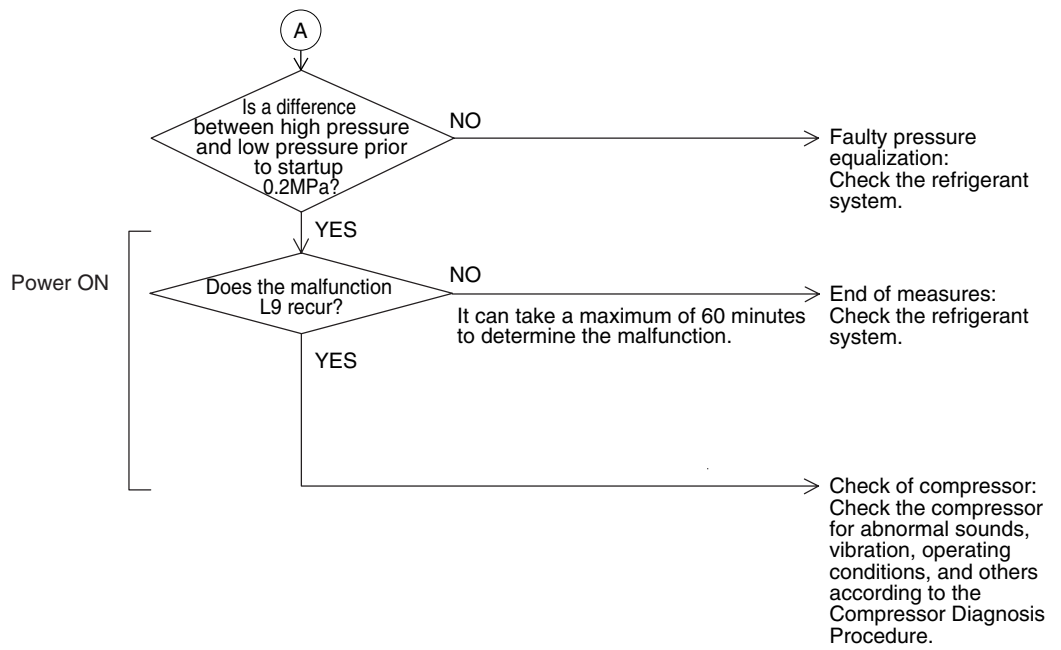 A
Is a difference
between high pressure
and low pressure prior
to startup
0.2MPa?
NO
Faulty pressure
equalization:
Check the refrigerant
system.
YES
Power ON
Does the malfunction
L9 recur?
NO
It can take a maximum of 60 minutes
to determine the malfunction.
End of measures:
Check the refrigerant
system.
YES
Check of compressor:
Check the compressor
for abnormal sounds,
vibration, operating
conditions, and others
according to the
Compressor Diagnosis
Procedure.